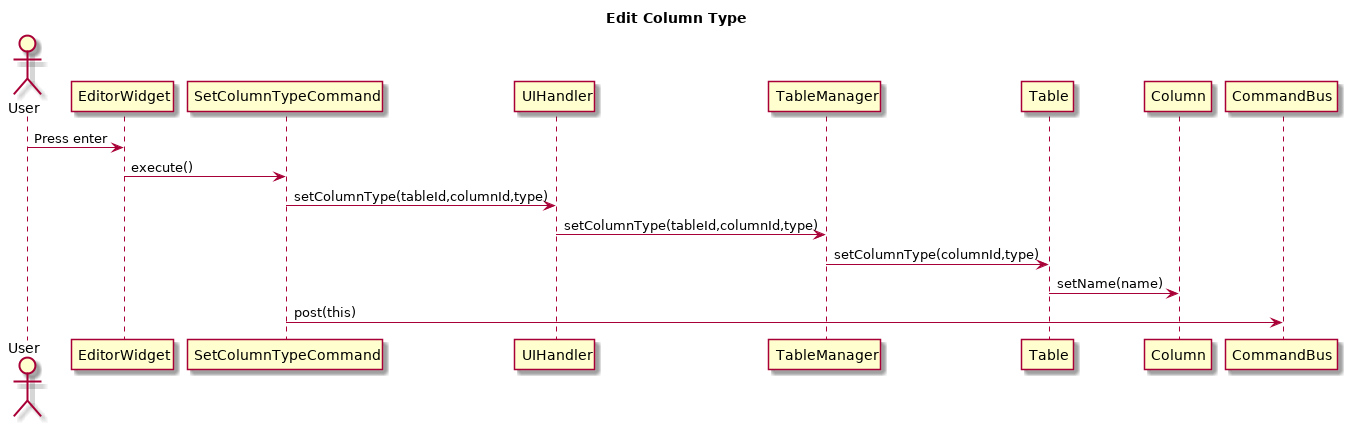 Edit Column Type
User
EditorWidget
SetColumnTypeCommand
UIHandler
TableManager
Table
Column
CommandBus
Press enter
execute()
setColumnType(tableId,columnId,type)
setColumnType(tableId,columnId,type)
setColumnType(columnId,type)
setName(name)
post(this)
User
EditorWidget
SetColumnTypeCommand
UIHandler
TableManager
Table
Column
CommandBus